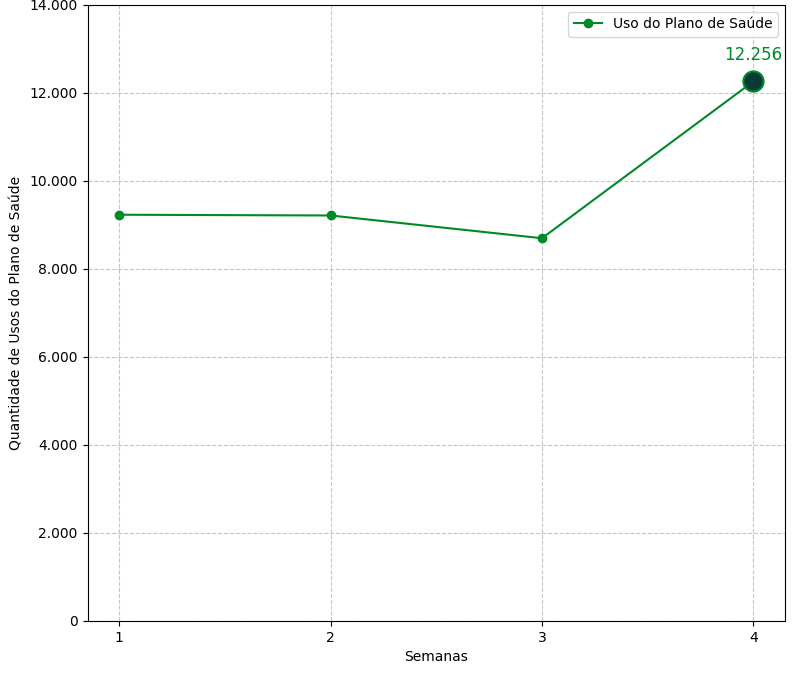 14.000
Uso do Plano de Saúde
12.256
12.000
10.000
8.000
6.000
4.000
2.000
0
Quantidade de Usos do Plano de Saúde
1 2 3 4
Semanas